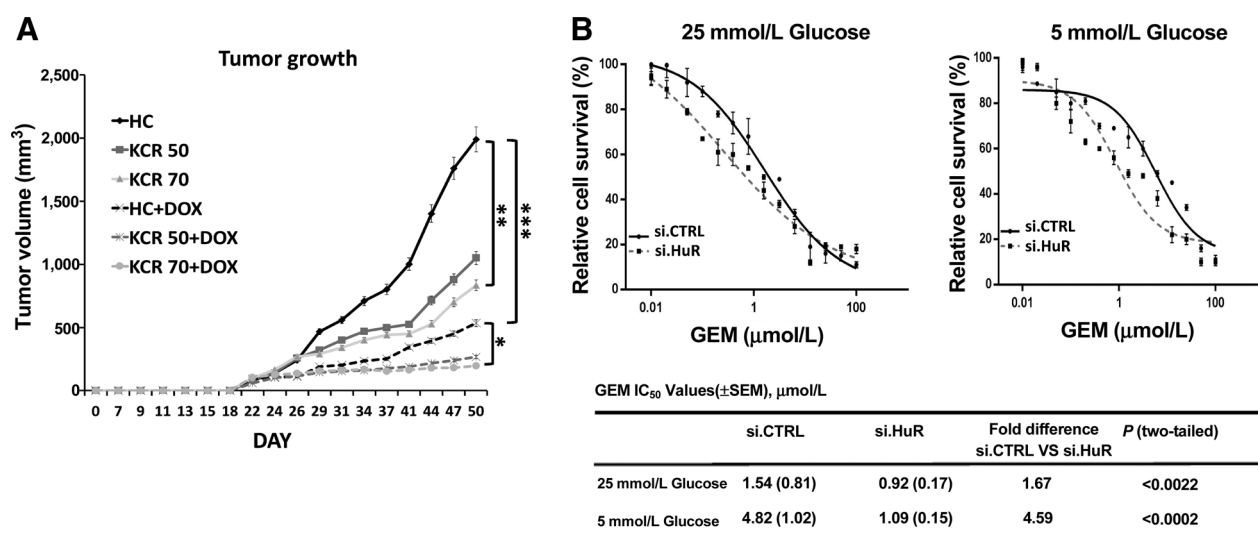 A
Tumor growth
Tumor volume (mm3)
2,500
2,000
1,500
1,000
500
0
HC
KCR 50
KCR 70
HC+DOX
KCR 50+DOX
KCR 70+DOX
**
***
*
0 7 9 11 13 15 18 22 24 26 29 31 34 37 41 44 47 50
DAY
B
25 mmol/L Glucose
Relative cell survival (%)
100
80
60
40
20
0
si.CTRL
si.HuR
0.01 1 100
GEM (μmol/L)
5 mmol/L Glucose
Relative cell survival (%)
100
80
60
40
20
0
si.CTRL
si.HuR
0.01 1 100
GEM (μmol/L)
GEM IC50 Values(±SEM), μmol/L
si.CTRL si.HuR Fold difference P (two-tailed)
si.CTRL VS si.HuR
25 mmol/L Glucose 1.54 (0.81) 0.92 (0.17) 1.67 <0.0022
5 mmol/L Glucose 4.82 (1.02) 1.09 (0.15) 4.59 <0.0002